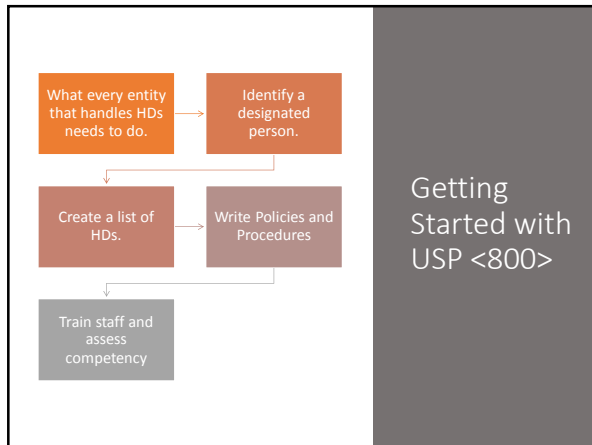 What every entity
that handles HDs
needs to do.
Identify a
designated
person.
Create a list of
HDs.
Write Policies and
Procedures
Train staff and
assess
competency
Getting
Started with
USP <800>